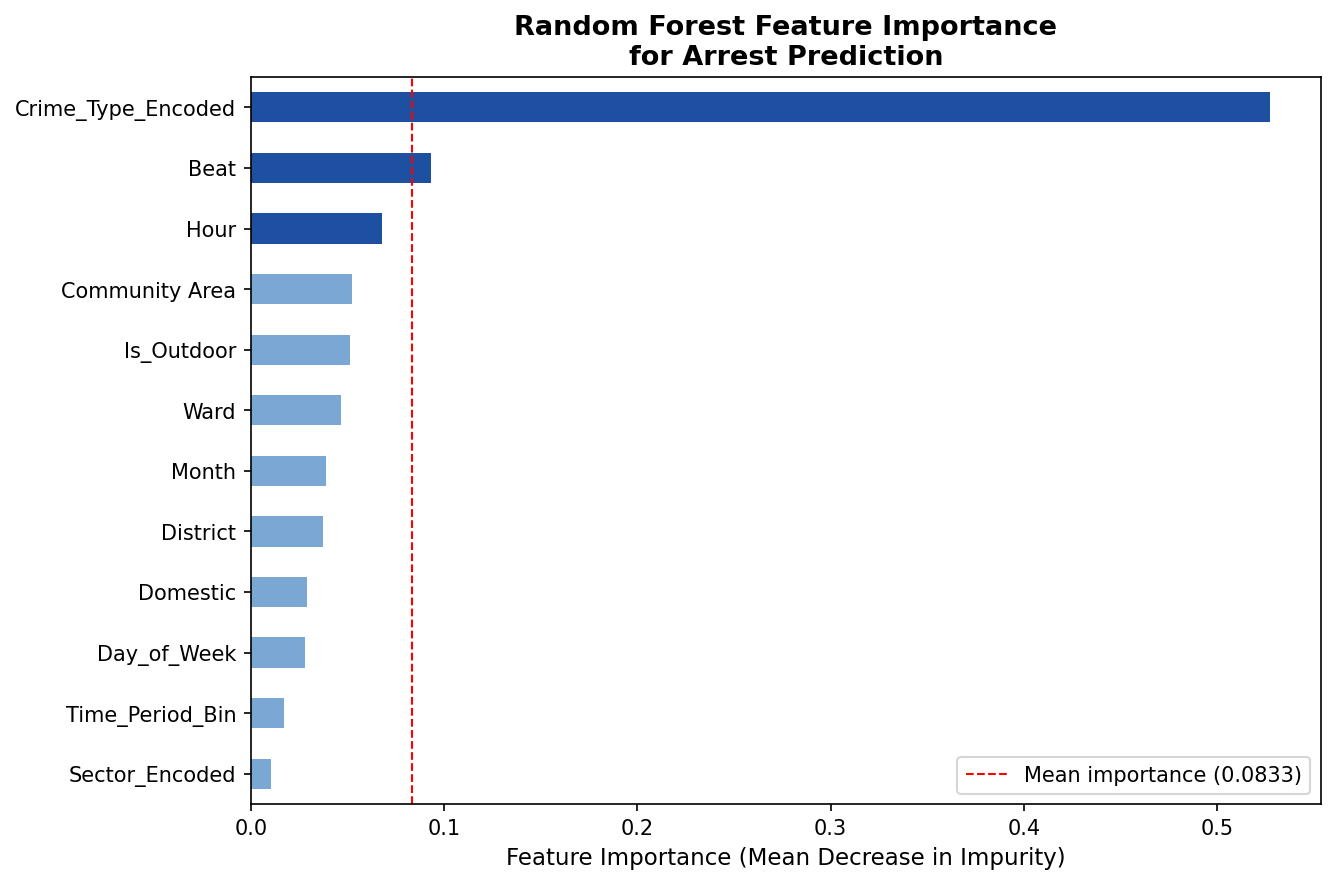 Random Forest Feature Importance
for Arrest Prediction
Crime_Type_Encoded
Beat
Hour
Community Area
Is_Outdoor
Ward
Month
District
Domestic
Day_of_Week
Time_Period_Bin
Sector_Encoded
Mean importance (0.0833)
0.0 0.1 0.2 0.3 0.4 0.5
Feature Importance (Mean Decrease in Impurity)